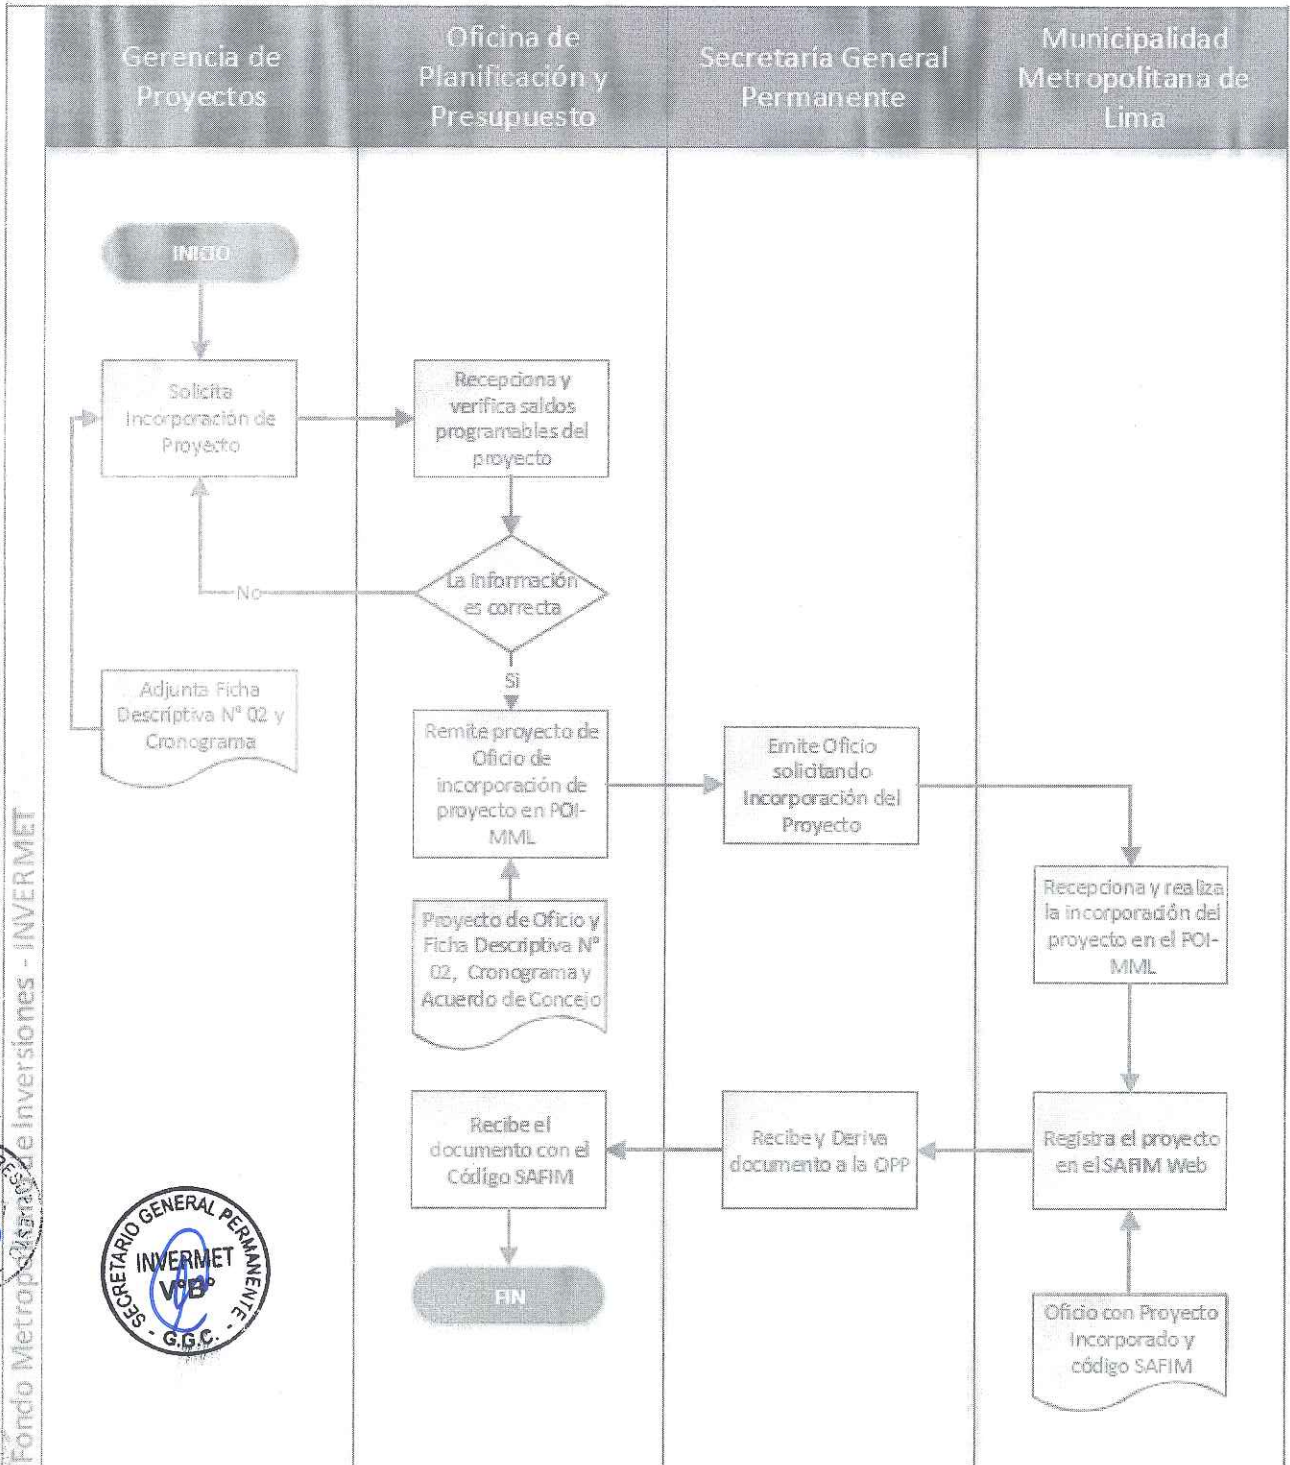 Gerencia de
Proyectos
Oficina de
Planificación y
Presupuesto
Secretaría General
Permanente
Municipalidad
Metropolitana de
Lima
INICIO
Solicita
Incorporación de
Proyecto
Recepciona y
verifica saldos
programables del
proyecto
La información
es correcta
No
Si
Adjunta Ficha
Descriptiva N° 02 y
Cronograma
Remite proyecto de
Oficio de
incorporación de
proyecto en POI-
MML
Emite Oficio
solicitando
Incorporación del
Proyecto
Recepciona y realiza
la incorporación del
proyecto en el POI-
MML
Proyecto de Oficio y
Ficha Descriptiva N°
02, Cronograma y
Acuerdo de Concejo
Recibe el
documento con el
Código SAFIM
Recibe y Deriva
documento a la OPP
Registra el proyecto
en el SAFIM Web
FIN
Oficio con Proyecto
Incorporado y
código SAFIM
Fondo Metropolitano de Inversiones - INVERMET
SECRETARIO GENERAL PERMANENTE
INVERMET
V°B°
- G.G.C. -